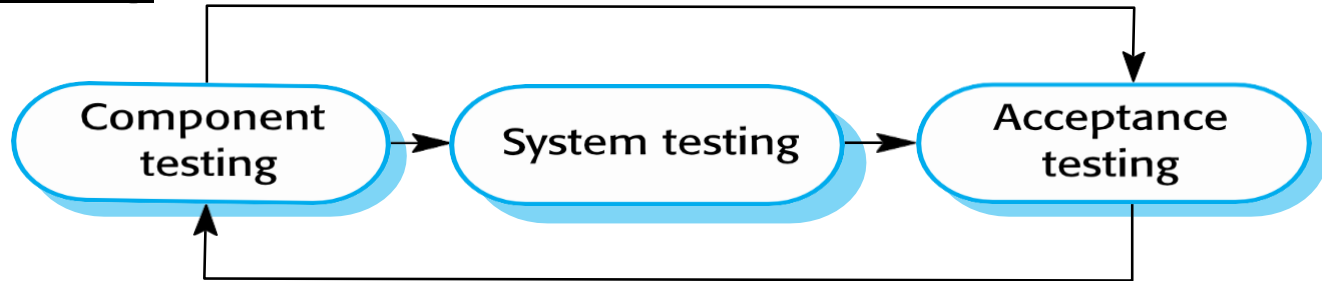 Component
testing
System testing
Acceptance
testing